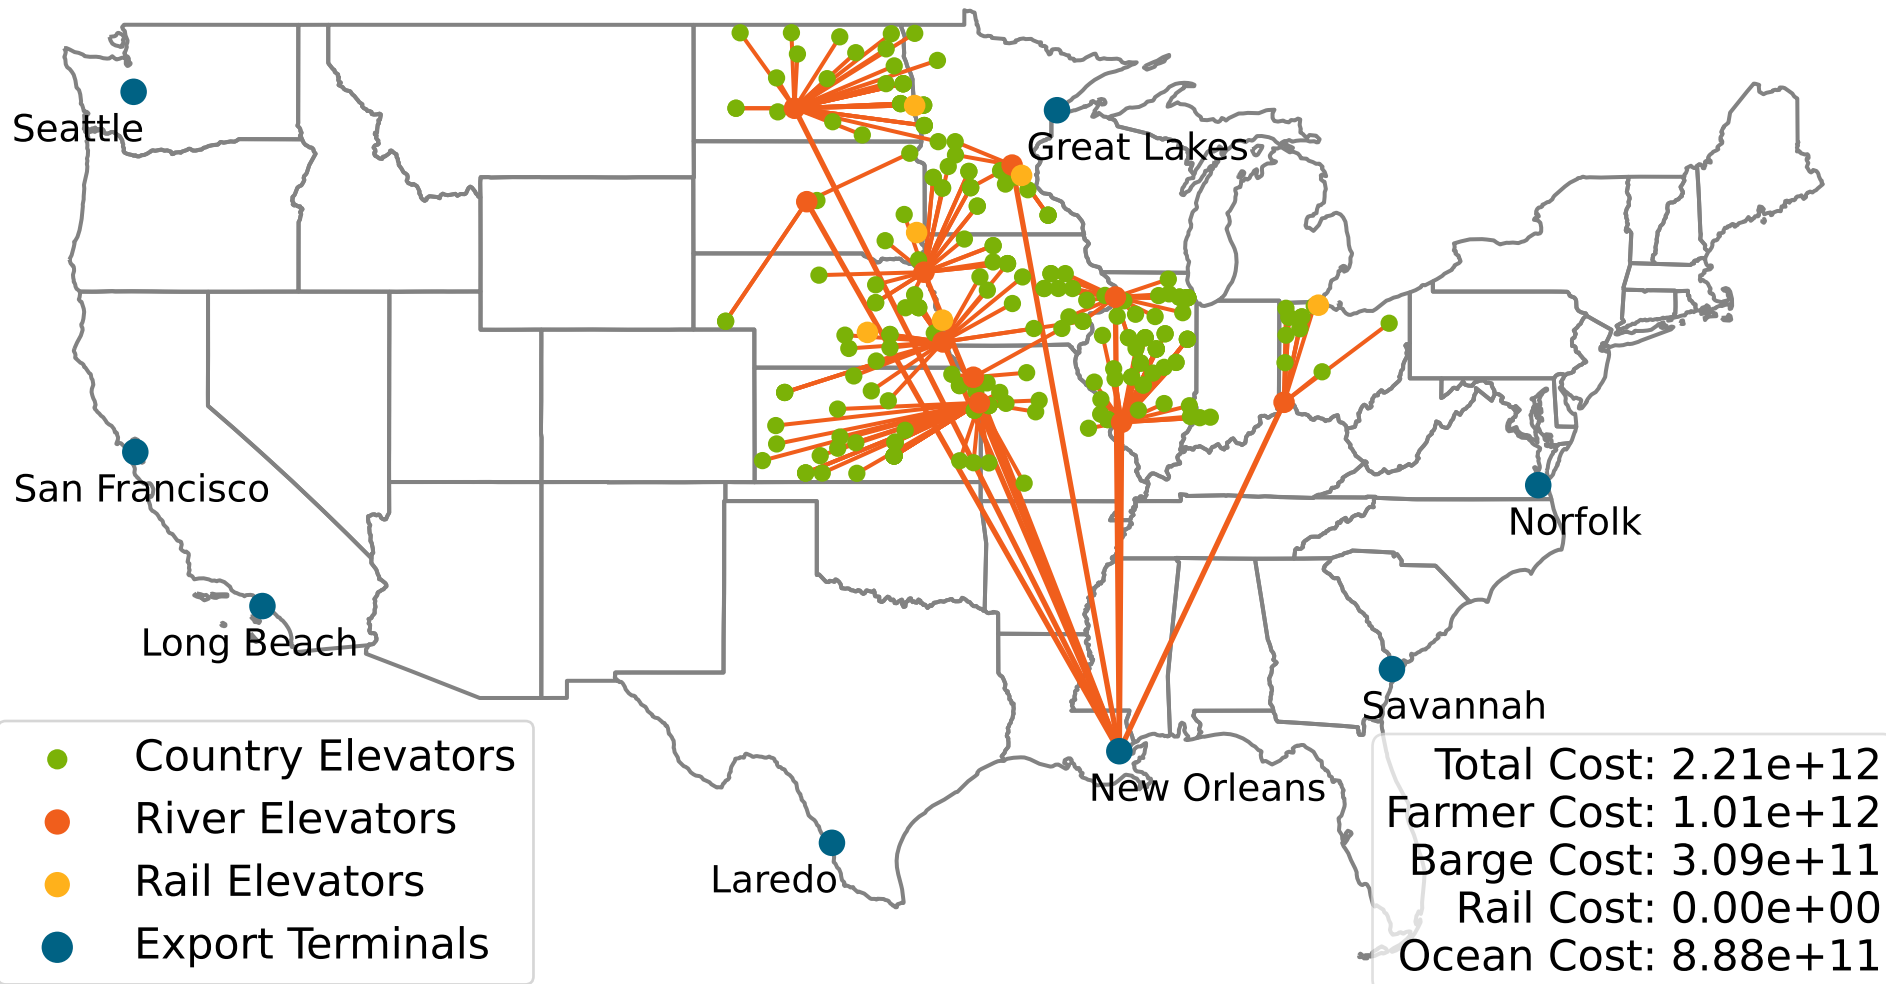 Seattle
Great Lakes
San Francisco
Norfolk
Long Beach
Savannah
New Orleans
Laredo
Country Elevators
River Elevators
Rail Elevators
Export Terminals
Total Cost: 2.21e+12
Farmer Cost: 1.01e+12
Barge Cost: 3.09e+11
Rail Cost: 0.00e+00
Ocean Cost: 8.88e+11